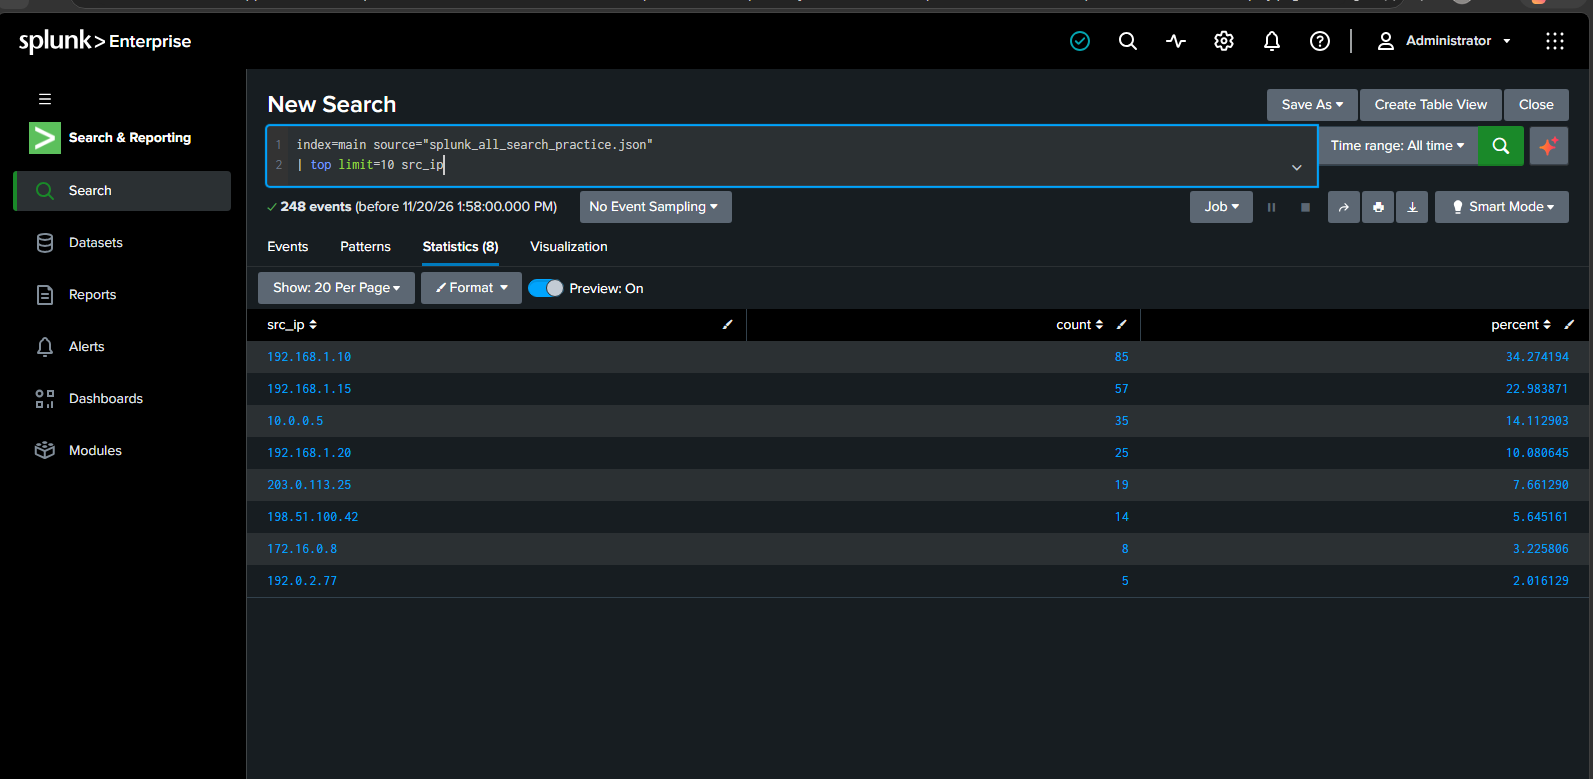 splunk> Enterprise
Administrator
Search & Reporting
Search
Datasets
Reports
Alerts
Dashboards
Modules
New Search
Save As
Create Table View
Close
1 index=main source="splunk_all_search_practice.json"
2 | top limit=10 src_ip
Time range: All time
248 events (before 11/20/26 1:58:00.000 PM)
No Event Sampling
Job
Smart Mode
Events Patterns Statistics (8) Visualization
Show: 20 Per Page
Format
Preview: On
src_ip count percent
192.168.1.10 85 34.274194
192.168.1.15 57 22.983871
10.0.0.5 35 14.112903
192.168.1.20 25 10.080645
203.0.113.25 19 7.661290
198.51.100.42 14 5.645161
172.16.0.8 8 3.225806
192.0.2.77 5 2.016129